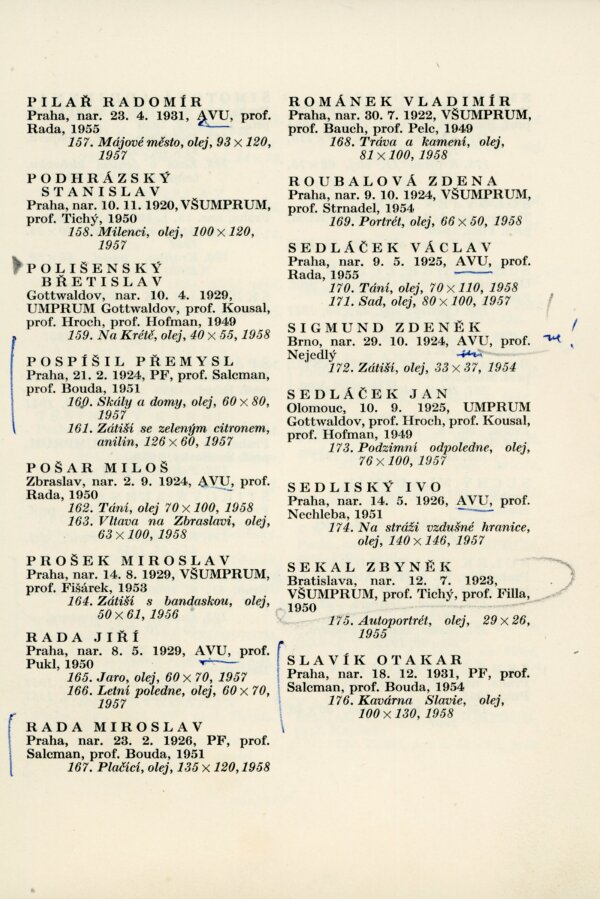 PILAŘ RADOMÍR
Praha, nar. 23. 4. 1931, AVU, prof.
Rada, 1955
157. Májové město, olej, 93 × 120,
1957
PODHRÁZSKÝ
STANISLAV
Praha, nar. 10. 11. 1920, VŠUMPRUM,
prof. Tichý, 1950
158. Milenci, olej, 100 × 120,
1957
POLIŠENSKÝ
BŘETISLAV
Gottwaldov, nar. 10. 4. 1929,
UMPRUM Gottwaldov, prof. Kousal,
prof. Hroch, prof. Hofman, 1949
159. Na Krétě, olej, 40 × 55, 1958
POSPÍŠIL PŘEMYSL
Praha, 21. 2. 1924, PF, prof. Salcman,
prof. Bouda, 1951
160. Skály a domy, olej, 60 × 80,
1957
161. Zátiší se zeleným citronem,
anilin, 126 × 60, 1957
POŠAR MILOŠ
Zbraslav, nar. 2. 9. 1924, AVU, prof.
Rada, 1950
162. Tání, olej 70 × 100, 1958
163. Vltava na Zbraslavi, olej,
63 × 100, 1958
PROŠEK MIROSLAV
Praha, nar. 14. 8. 1929, VŠUMPRUM,
prof. Fišárek, 1953
164. Zátiší s bandaskou, olej,
50 × 61, 1956
RADA JIŘÍ
Praha, nar. 8. 5. 1929, AVU, prof.
Pukl, 1950
165. Jaro, olej, 60 × 70, 1957
166. Letní poledne, olej, 60 × 70,
1957
RADA MIROSLAV
Praha, nar. 23. 2. 1926, PF, prof.
Salcman, prof. Bouda, 1951
167. Plačící, olej, 135 × 120, 1958
ROMÁNEK VLADIMÍR
Praha, nar. 30. 7. 1922, VŠUMPRUM,
prof. Bauch, prof. Pelc, 1949
168. Tráva a kamení, olej,
81 × 100, 1958
ROUBALOVÁ ZDENA
Praha, nar. 9. 10. 1924, VŠUMPRUM,
prof. Strnadel, 1954
169. Portrét, olej, 66 × 50, 1958
SEDLÁČEK VÁCLAV
Praha, nar. 9. 5. 1925, AVU, prof.
Rada, 1955
170. Tání, olej, 70 × 110, 1958
171. Sad, olej, 80 × 100, 1957
SIGMUND ZDENĚK
Brno, nar. 29. 10. 1924, AVU, prof. ne!
Nejedlý
172. Zátiší, olej, 33 × 37, 1954
SEDLÁČEK JAN
Olomouc, 10. 9. 1925, UMPRUM
Gottwaldov, prof. Hroch, prof. Kousal,
prof. Hofman, 1949
173. Podzimní odpoledne, olej,
76 × 100, 1957
SEDLISKÝ IVO
Praha, nar. 14. 5. 1926, AVU, prof.
Nechleba, 1951
174. Na stráži vzdušné hranice,
olej, 140 × 146, 1957
SEKAL ZBYNĚK
Bratislava, nar. 12. 7. 1923,
VŠUMPRUM, prof. Tichý, prof. Filla,
1950
175. Autoportrét, olej, 29 × 26,
1955
SLAVÍK OTAKAR
Praha, nar. 18. 12. 1931, PF, prof.
Salcman, prof. Bouda, 1954
176. Kavárna Slavie, olej,
100 × 130, 1958